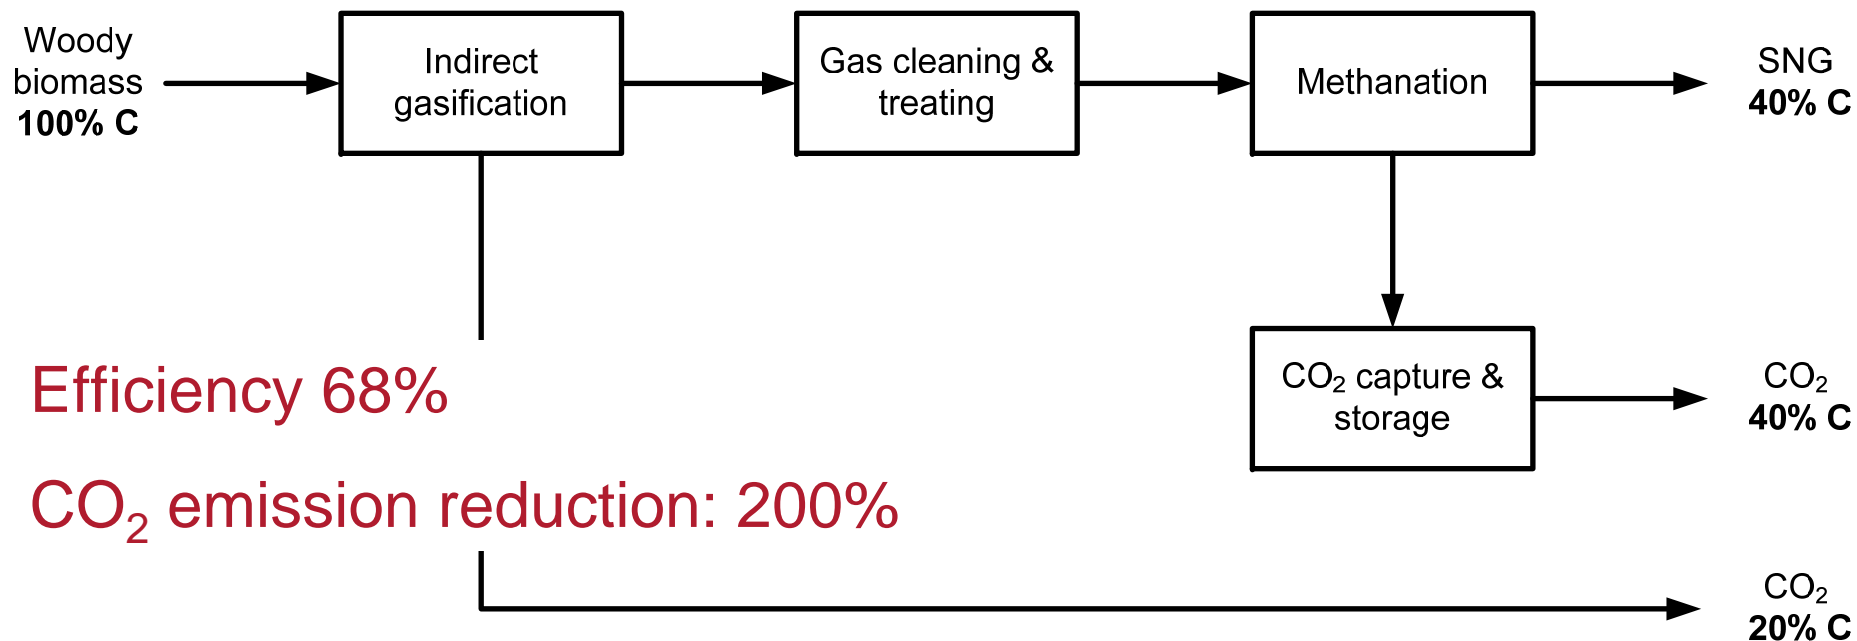 Woody
biomass
100% C
Indirect
gasification
Gas cleaning &
treating
Methanation
SNG
40% C
CO₂ capture &
storage
CO₂
40% C
Efficiency 68%
CO₂ emission reduction: 200%
CO₂
20% C